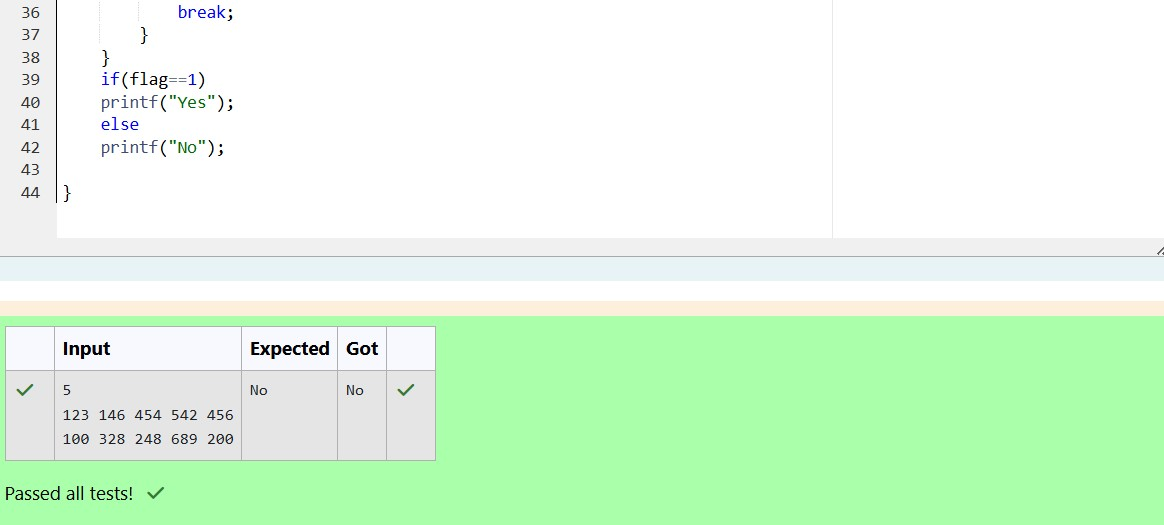 36 break;
37 }
38 }
39 if(flag==1)
40 printf("Yes");
41 else
42 printf("No");
43
44 }
Input Expected Got
5 No No
123 146 454 542 456
100 328 248 689 200
Passed all tests!